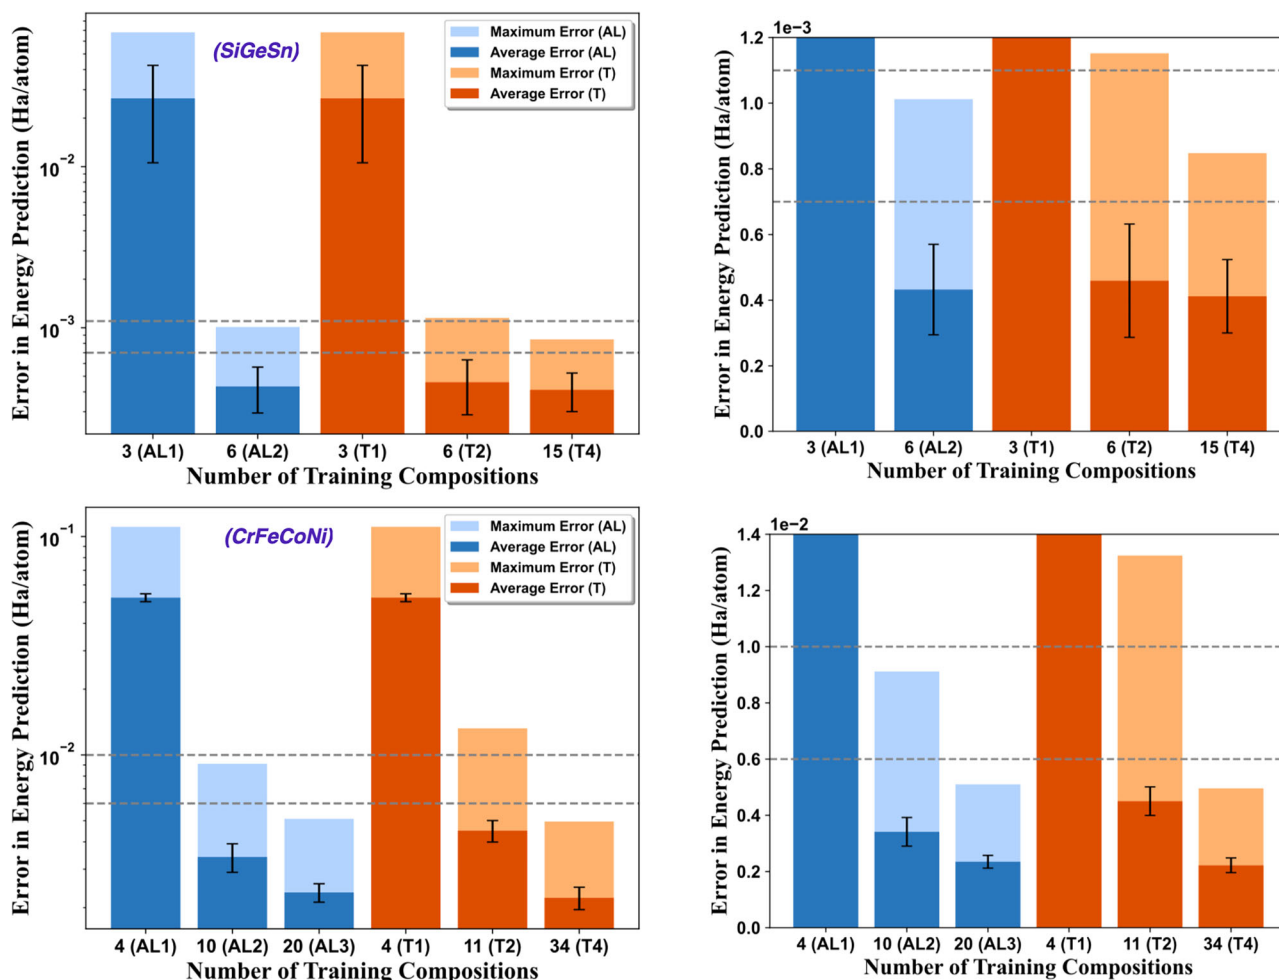 (SiGeSn)
Maximum Error (AL)
Average Error (AL)
Maximum Error (T)
Average Error (T)
Error in Energy Prediction (Ha/atom)
10⁻²
10⁻³
3 (AL1) 6 (AL2) 3 (T1) 6 (T2) 15 (T4)
Number of Training Compositions
1e−3
Error in Energy Prediction (Ha/atom)
1.2
1.0
0.8
0.6
0.4
0.2
0.0
3 (AL1) 6 (AL2) 3 (T1) 6 (T2) 15 (T4)
Number of Training Compositions
(CrFeCoNi)
Maximum Error (AL)
Average Error (AL)
Maximum Error (T)
Average Error (T)
Error in Energy Prediction (Ha/atom)
10⁻¹
10⁻²
4 (AL1) 10 (AL2) 20 (AL3) 4 (T1) 11 (T2) 34 (T4)
Number of Training Compositions
1e−2
Error in Energy Prediction (Ha/atom)
1.4
1.2
1.0
0.8
0.6
0.4
0.2
0.0
4 (AL1) 10 (AL2) 20 (AL3) 4 (T1) 11 (T2) 34 (T4)
Number of Training Compositions